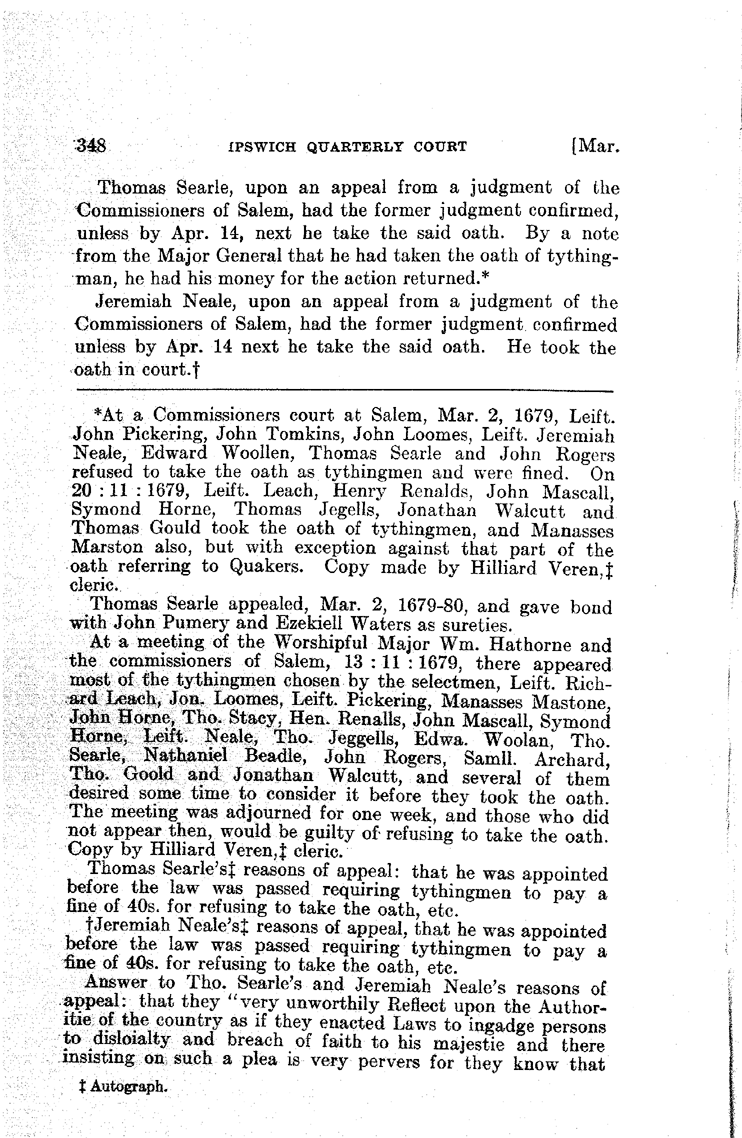 348 IPSWICH QUARTERLY COURT [Mar.
Thomas Searle, upon an appeal from a judgment of the
Commissioners of Salem, had the former judgment confirmed,
unless by Apr. 14, next he take the said oath. By a note
from the Major General that he had taken the oath of tything-
man, he had his money for the action returned.*
Jeremiah Neale, upon an appeal from a judgment of the
Commissioners of Salem, had the former judgment confirmed
unless by Apr. 14 next he take the said oath. He took the
oath in court.†
*At a Commissioners court at Salem, Mar. 2, 1679, Leift.
John Pickering, John Tomkins, John Loomes, Leift. Jeremiah
Neale, Edward Woollen, Thomas Searle and John Rogers
refused to take the oath as tythingmen and were fined. On
20 : 11 : 1679, Leift. Leach, Henry Renalds, John Mascall,
Symond Horne, Thomas Jegells, Jonathan Walcutt and
Thomas Gould took the oath of tythingmen, and Manasses
Marston also, but with exception against that part of the
oath referring to Quakers. Copy made by Hilliard Veren,‡
cleric.
Thomas Searle appealed, Mar. 2, 1679-80, and gave bond
with John Pumery and Ezekiell Waters as sureties.
At a meeting of the Worshipful Major Wm. Hathorne and
the commissioners of Salem, 13 : 11 : 1679, there appeared
most of the tythingmen chosen by the selectmen, Leift. Rich-
ard Leach, Jon. Loomes, Leift. Pickering, Manasses Mastone,
John Horne, Tho. Stacy, Hen. Renalls, John Mascall, Symond
Horne, Leift. Neale, Tho. Jeggells, Edwa. Woolan, Tho.
Searle, Nathaniel Beadle, John Rogers, Samll. Archard,
Tho. Goold and Jonathan Walcutt, and several of them
desired some time to consider it before they took the oath.
The meeting was adjourned for one week, and those who did
not appear then, would be guilty of refusing to take the oath.
Copy by Hilliard Veren,‡ cleric.
Thomas Searle's‡ reasons of appeal: that he was appointed
before the law was passed requiring tythingmen to pay a
fine of 40s. for refusing to take the oath, etc.
†Jeremiah Neale's‡ reasons of appeal, that he was appointed
before the law was passed requiring tythingmen to pay a
fine of 40s. for refusing to take the oath, etc.
Answer to Tho. Searle's and Jeremiah Neale's reasons of
appeal: that they "very unworthily Reflect upon the Author-
itie of the country as if they enacted Laws to ingadge persons
to disloialty and breach of faith to his majestie and there
insisting on such a plea is very pervers for they know that
‡ Autograph.